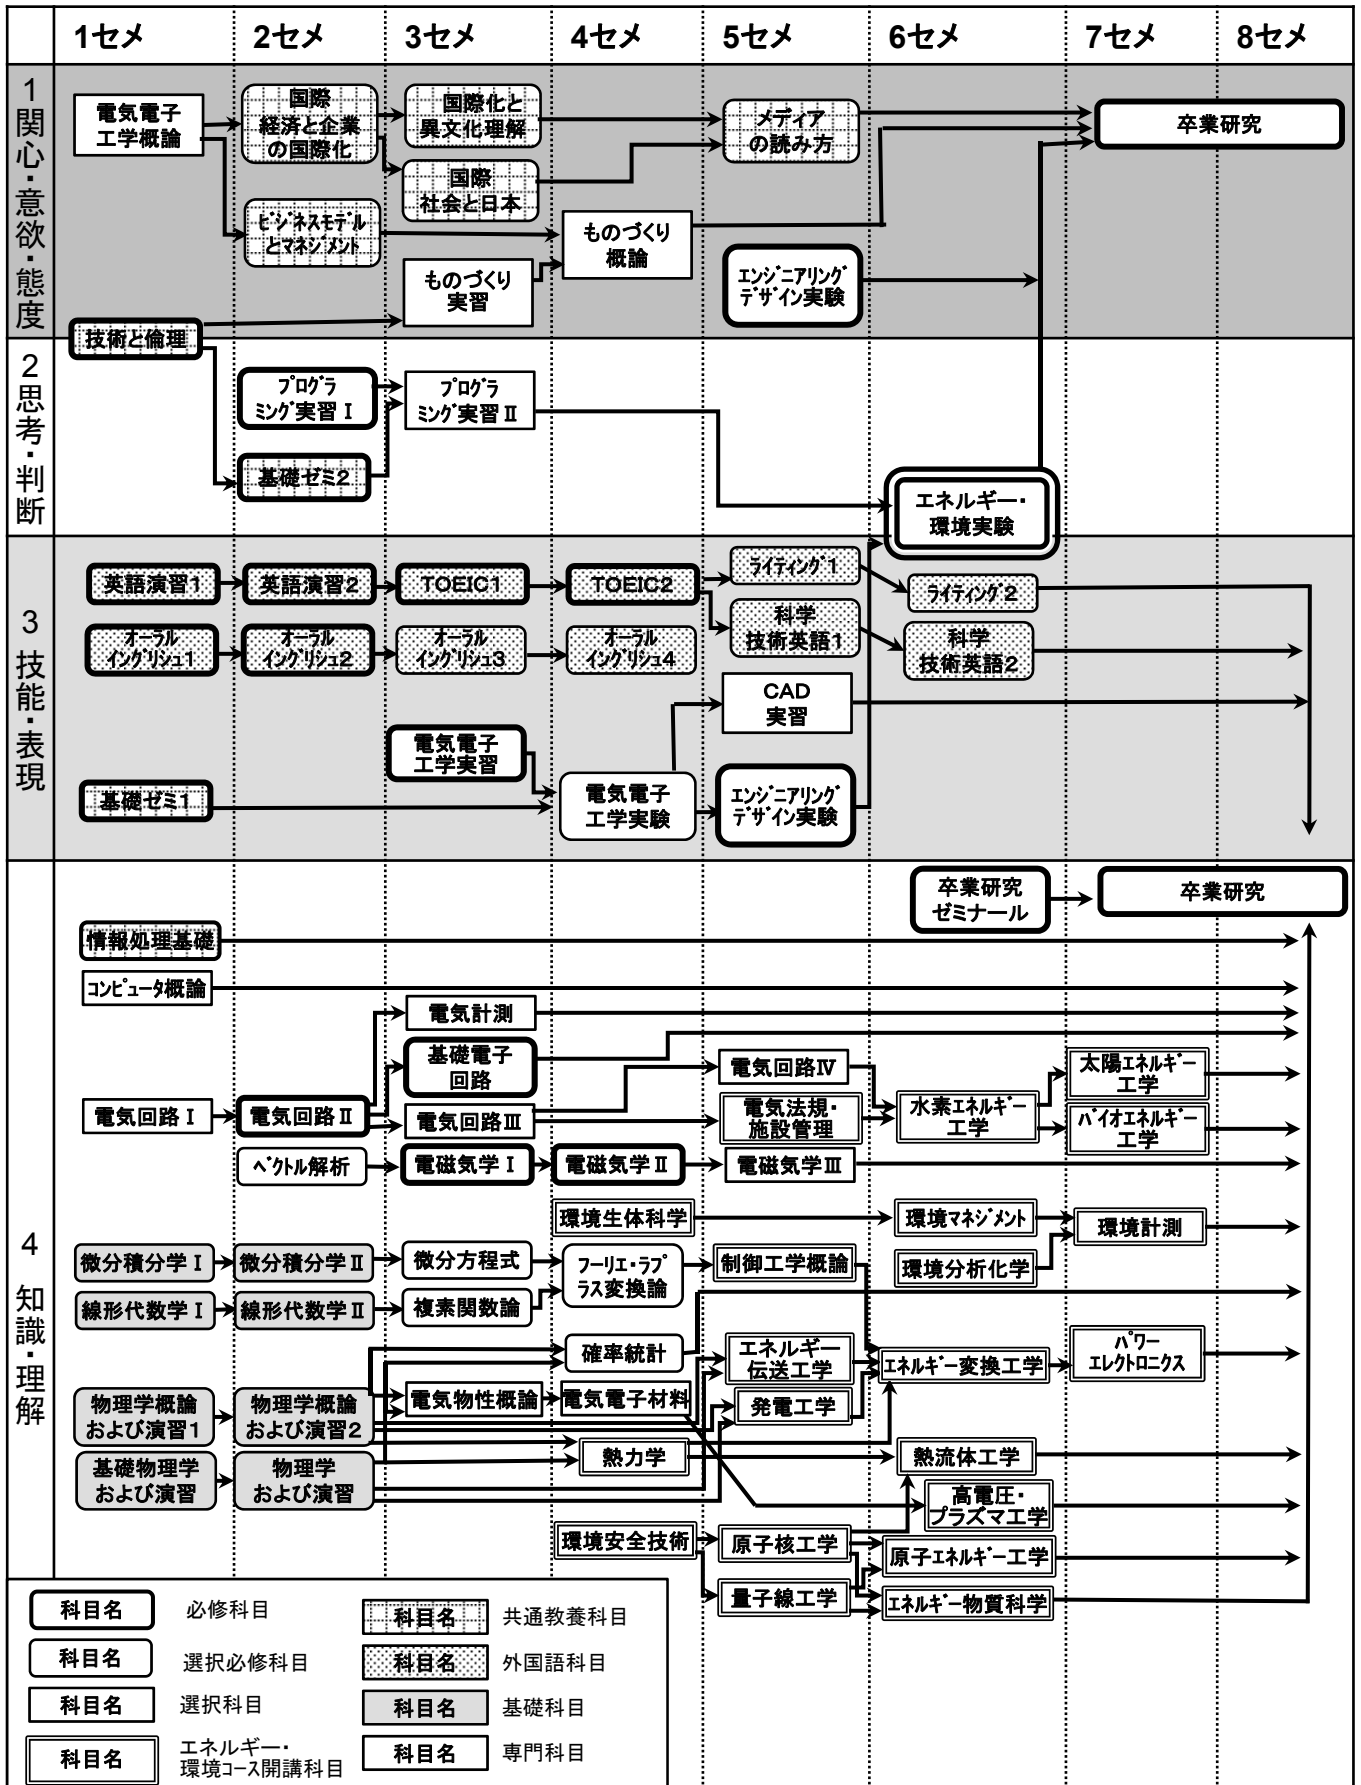 1セメ
2セメ
3セメ
4セメ
5セメ
6セメ
7セメ
8セメ
1
関
心
・
意
欲
・
態
度
電気電子
工学概論
国際
経済と企業
の国際化
国際化と
異文化理解
国際
社会と日本
メディア
の読み方
卒業研究
ビジネスモデル
とマネジメント
ものづくり
実習
ものづくり
概論
エンジニアリング
デザイン実験
技術と倫理
2
思
考
・
判
断
プログラ
ミング実習Ⅰ
プログラ
ミング実習Ⅱ
基礎ゼミ2
エネルギー・
環境実験
3
技
能
・
表
現
英語演習1
英語演習2
TOEIC1
TOEIC2
ライティング1
ライティング2
オーラル
イングリシュ1
オーラル
イングリシュ2
オーラル
イングリシュ3
オーラル
イングリシュ4
科学
技術英語1
科学
技術英語2
CAD
実習
電気電子
工学実習
基礎ゼミ1
電気電子
工学実験
エンジニアリング
デザイン実験
4
知
識
・
理
解
卒業研究
ゼミナール
卒業研究
情報処理基礎
コンピュータ概論
電気計測
基礎電子
回路
電気回路Ⅳ
太陽エネルギー
工学
電気回路Ⅰ
電気回路Ⅱ
電気回路Ⅲ
電気法規・
施設管理
水素エネルギー
工学
バイオエネルギー
工学
ベクトル解析
電磁気学Ⅰ
電磁気学Ⅱ
電磁気学Ⅲ
環境生体科学
環境マネジメント
環境計測
微分積分学Ⅰ
微分積分学Ⅱ
微分方程式
フーリエ・ラプ
ラス変換論
制御工学概論
環境分析化学
線形代数学Ⅰ
線形代数学Ⅱ
複素関数論
確率統計
エネルギー
伝送工学
エネルギー変換工学
パワー
エレクトロニクス
物理学概論
および演習1
物理学概論
および演習2
電気物性概論
電気電子材料
発電工学
基礎物理学
および演習
物理学
および演習
熱力学
熱流体工学
高電圧・
プラズマ工学
環境安全技術
原子核工学
原子エネルギー工学
量子線工学
エネルギー物質科学
科目名
必修科目
科目名
共通教養科目
科目名
選択必修科目
科目名
外国語科目
科目名
選択科目
科目名
基礎科目
科目名
エネルギー・
環境コース開講科目
科目名
専門科目